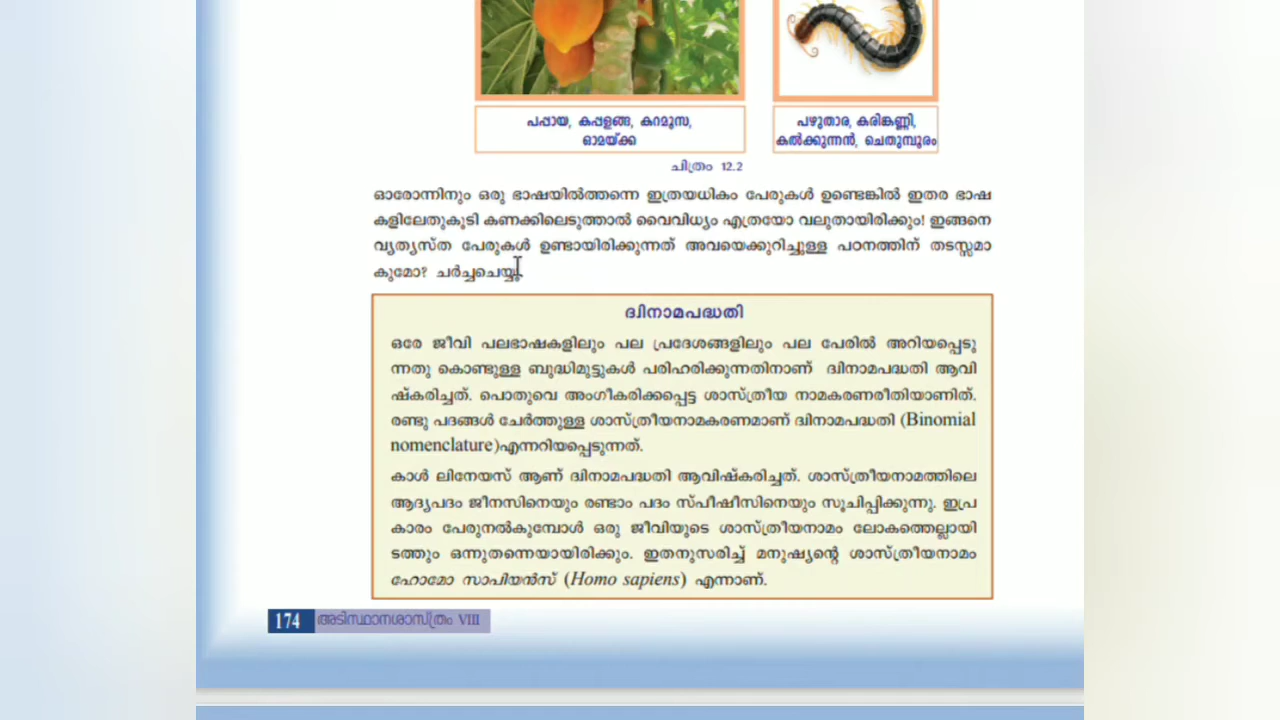 പപ്പായ, കപ്പളങ്ങ, കറമൂസ,
ഓമയ്ക്ക
പഴുതാര, കരിങ്കണ്ണി,
കൽക്കുന്നൻ, ചെതുമ്പൂരം
ചിത്രം 12.2
ഓരോന്നിനും ഒരു ഭാഷയിൽത്തന്നെ ഇത്രയധികം പേരുകൾ ഉണ്ടെങ്കിൽ ഇതര ഭാഷ
കളിലേതുകൂടി കണക്കിലെടുത്താൽ വൈവിധ്യം എത്രയോ വലുതായിരിക്കും! ഇങ്ങനെ
വ്യത്യസ്ത പേരുകൾ ഉണ്ടായിരിക്കുന്നത് അവയെക്കുറിച്ചുള്ള പഠനത്തിന് തടസ്സമാ
കുമോ? ചർച്ചചെയ്യൂ.
ദ്വിനാമപദ്ധതി
ഒരേ ജീവി പലഭാഷകളിലും പല പ്രദേശങ്ങളിലും പല പേരിൽ അറിയപ്പെടു
ന്നതു കൊണ്ടുള്ള ബുദ്ധിമുട്ടുകൾ പരിഹരിക്കുന്നതിനാണ് ദ്വിനാമപദ്ധതി ആവി
ഷ്കരിച്ചത്. പൊതുവെ അംഗീകരിക്കപ്പെട്ട ശാസ്ത്രീയ നാമകരണരീതിയാണിത്.
രണ്ടു പദങ്ങൾ ചേർത്തുള്ള ശാസ്ത്രീയനാമകരണമാണ് ദ്വിനാമപദ്ധതി (Binomial
nomenclature)എന്നറിയപ്പെടുന്നത്.
കാൾ ലിനേയസ് ആണ് ദ്വിനാമപദ്ധതി ആവിഷ്കരിച്ചത്. ശാസ്ത്രീയനാമത്തിലെ
ആദ്യപദം ജീനസിനെയും രണ്ടാം പദം സ്പീഷീസിനെയും സൂചിപ്പിക്കുന്നു. ഇപ്ര
കാരം പേരുനൽകുമ്പോൾ ഒരു ജീവിയുടെ ശാസ്ത്രീയനാമം ലോകത്തെല്ലായി
ടത്തും ഒന്നുതന്നെയായിരിക്കും. ഇതനുസരിച്ച് മനുഷ്യന്റെ ശാസ്ത്രീയനാമം
ഹോമോ സാപിയൻസ് (Homo sapiens) എന്നാണ്.
174 അടിസ്ഥാനശാസ്ത്രം VIII